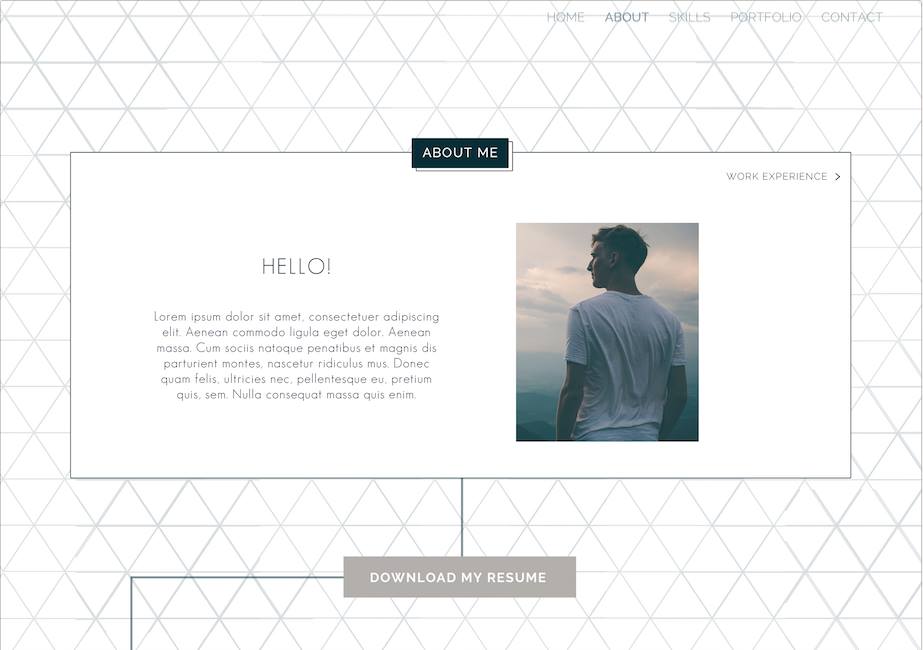 HOME ABOUT SKILLS PORTFOLIO CONTACT
ABOUT ME
WORK EXPERIENCE >
HELLO!
Lorem ipsum dolor sit amet, consectetuer adipiscing
elit. Aenean commodo ligula eget dolor. Aenean
massa. Cum sociis natoque penatibus et magnis dis
parturient montes, nascetur ridiculus mus. Donec
quam felis, ultricies nec, pellentesque eu, pretium
quis, sem. Nulla consequat massa quis enim.
DOWNLOAD MY RESUME